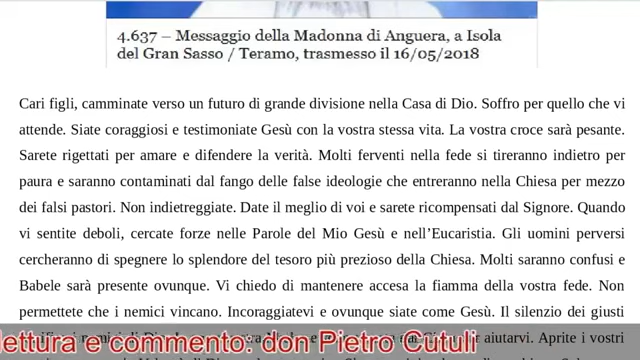 4.637 – Messaggio della Madonna di Anguera, a Isola
del Gran Sasso / Teramo, trasmesso il 16/05/2018
Cari figli, camminate verso un futuro di grande divisione nella Casa di Dio. Soffro per quello che vi
attende. Siate coraggiosi e testimoniate Gesù con la vostra stessa vita. La vostra croce sarà pesante.
Sarete rigettati per amare e difendere la verità. Molti ferventi nella fede si tireranno indietro per
paura e saranno contaminati dal fango delle false ideologie che entreranno nella Chiesa per mezzo
dei falsi pastori. Non indietreggiate. Date il meglio di voi e sarete ricompensati dal Signore. Quando
vi sentite deboli, cercate forze nelle Parole del Mio Gesù e nell'Eucaristia. Gli uomini perversi
cercheranno di spegnere lo splendore del tesoro più prezioso della Chiesa. Molti saranno confusi e
Babele sarà presente ovunque. Vi chiedo di mantenere accesa la fiamma della vostra fede. Non
permettete che i nemici vincano. Incoraggiatevi e ovunque siate come Gesù. Il silenzio dei giusti
aiutarvi. Aprite i vostri
lettura e commento: don Pietro Cutuli